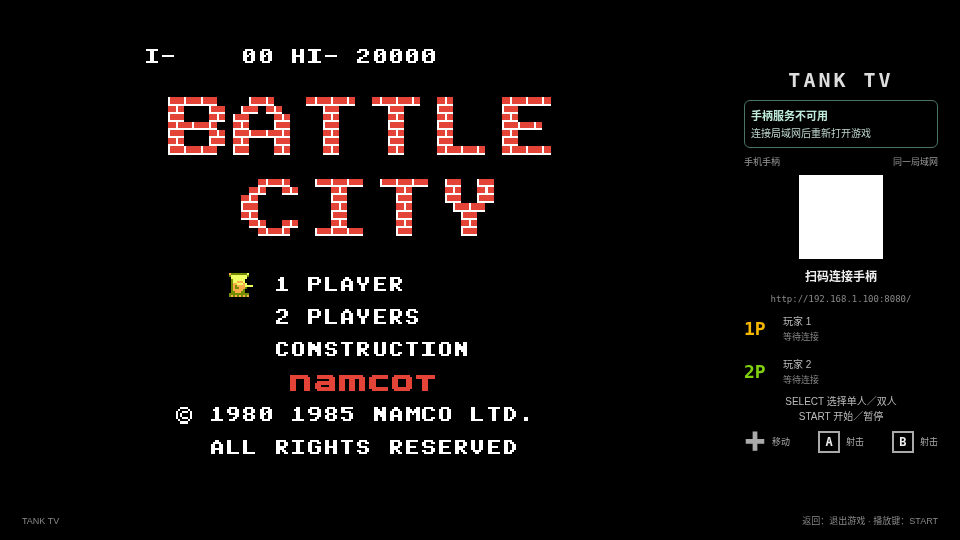 I-     00 HI- 20000
BATTLE
CITY
1 PLAYER
2 PLAYERS
CONSTRUCTION
namcot
© 1980 1985 NAMCO LTD.
ALL RIGHTS RESERVED
TANK TV
手柄服务不可用
连接局域网后重新打开游戏
手机手柄 同一局域网
扫码连接手柄
http://192.168.1.100:8080/
1P 玩家 1
等待连接
2P 玩家 2
等待连接
SELECT 选择单人／双人
START 开始／暂停
移动 A 射击 B 射击
TANK TV
返回：退出游戏 · 播放键：START